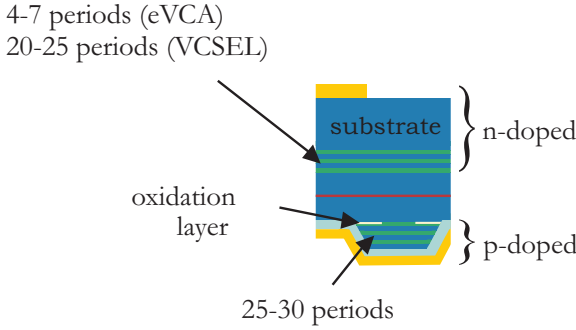 4-7 periods (eVCA)
20-25 periods (VCSEL)
substrate
n-doped
oxidation
layer
p-doped
25-30 periods